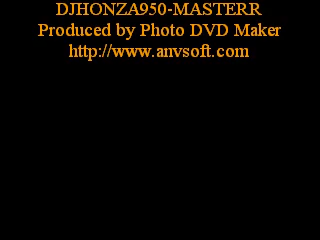 DJHONZA950-MASTERR
Produced by Photo DVD Maker
http://www.anvsoft.com